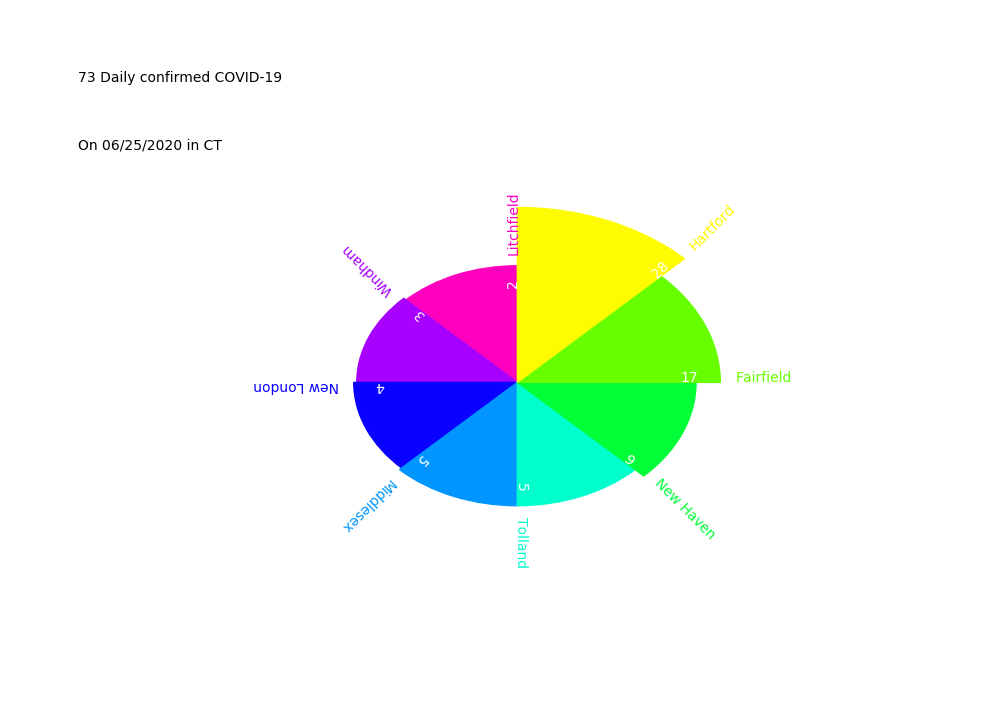 73 Daily confirmed COVID-19
On 06/25/2020 in CT
Litchfield
2
Hartford
28
Fairfield
17
New Haven
9
Tolland
5
Middlesex
5
New London
4
Windham
3